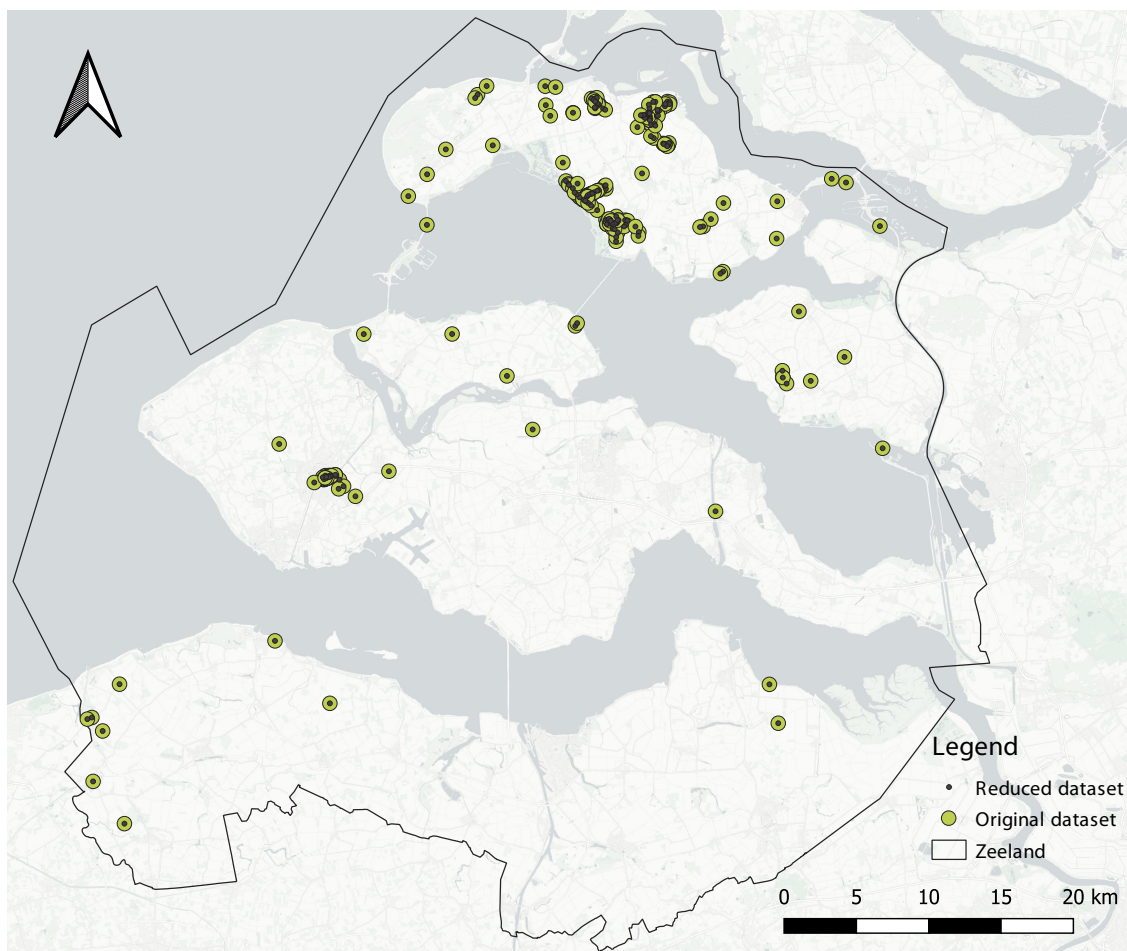 Legend
Reduced dataset
Original dataset
Zeeland
0 5 10 15 20 km